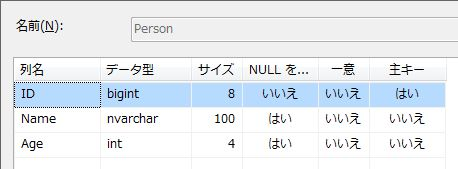 名前(N):
Person
列名 データ型 サイズ NULL を... 一意 主キー
ID bigint 8 いいえ いいえ はい
Name nvarchar 100 はい いいえ いいえ
Age int 4 はい いいえ いいえ